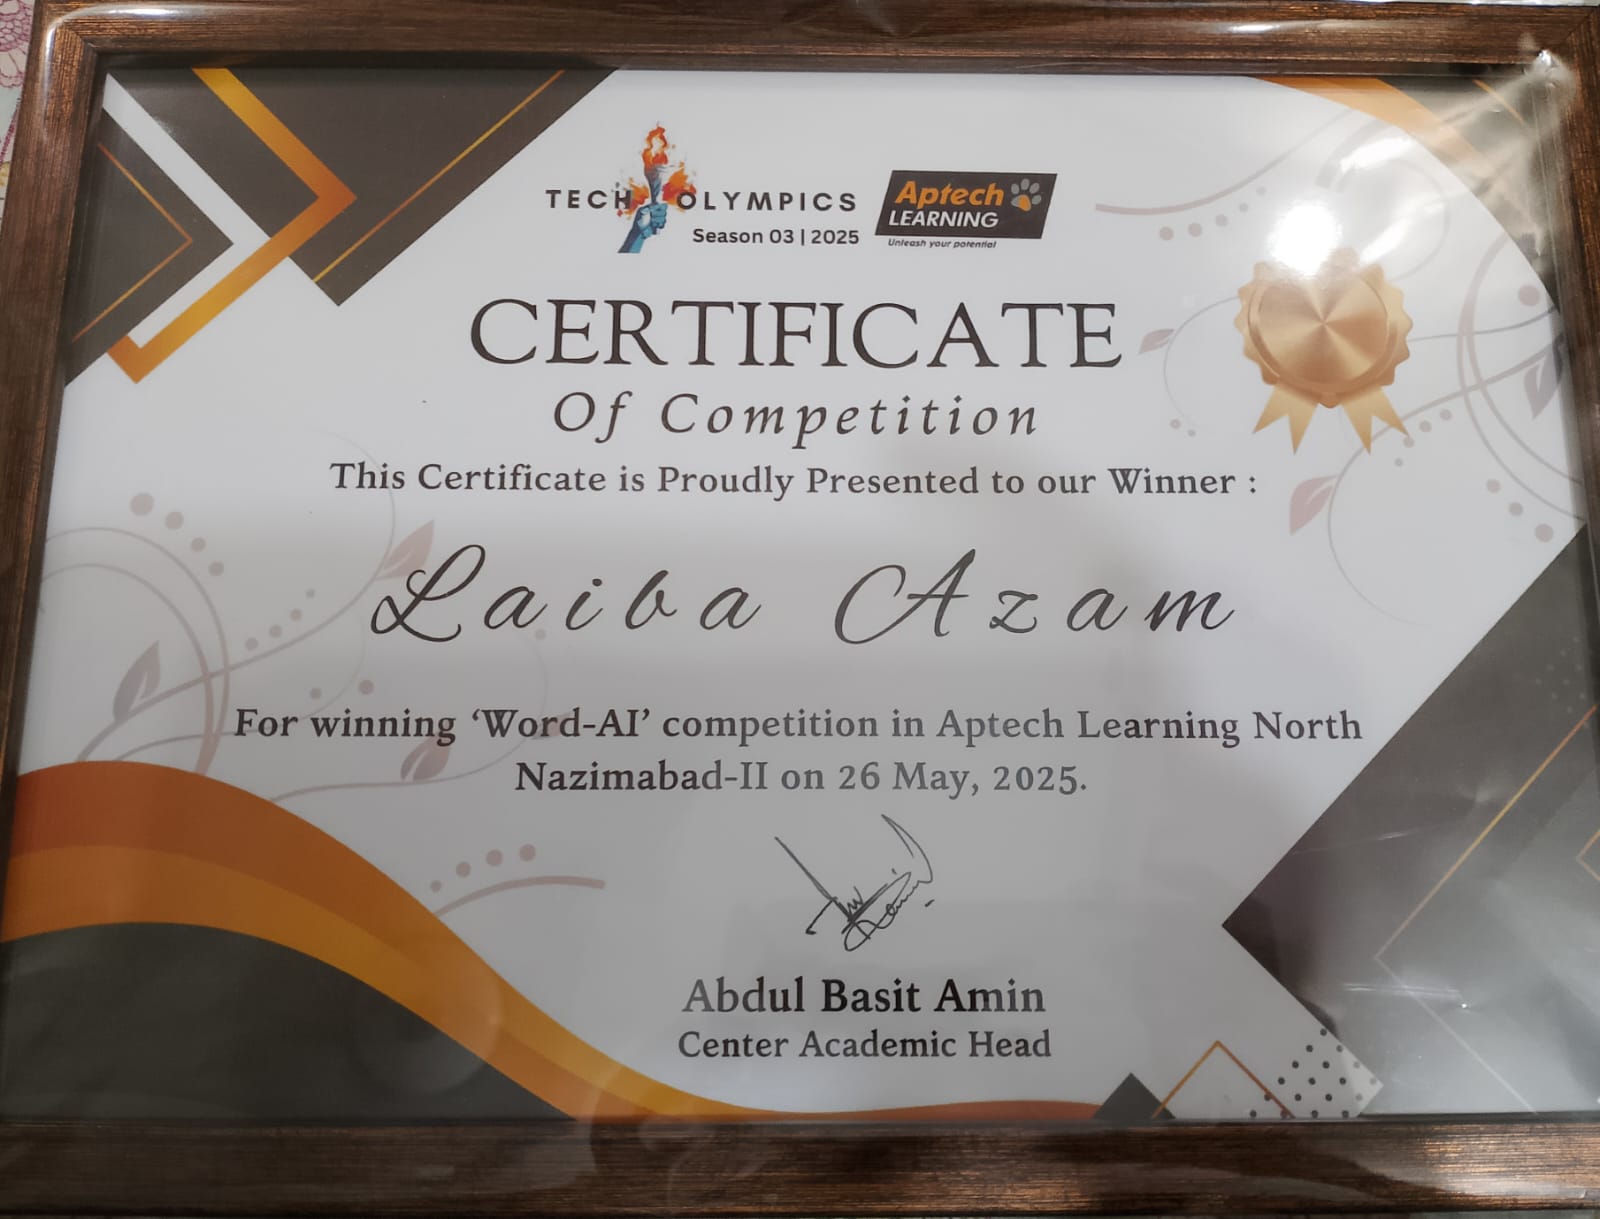 TECH OLYMPICS
Season 03 | 2025
Aptech
LEARNING
Unleash your potential
CERTIFICATE
Of Competition
This Certificate is Proudly Presented to our Winner :
Laiba Azam
For winning ‘Word-AI’ competition in Aptech Learning North
Nazimabad-II on 26 May, 2025.
Abdul Basit Amin
Center Academic Head